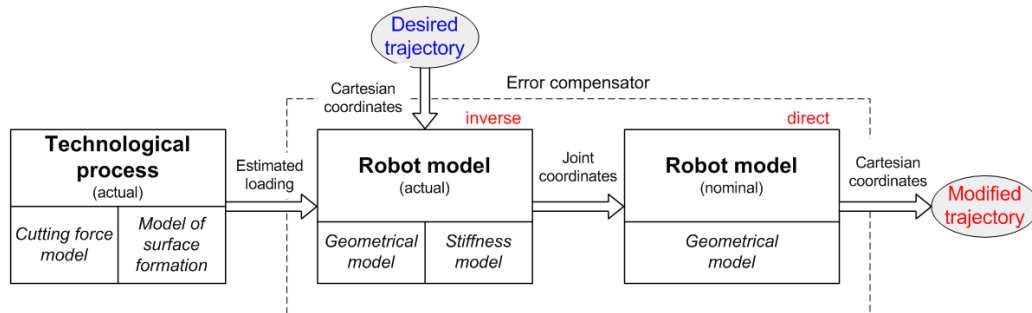 Desired
trajectory
Cartesian
coordinates
Error compensator
inverse
direct
Technological
process
(actual)
Cutting force
model
Model of
surface
formation
Estimated
loading
Robot model
(actual)
Geometrical
model
Stiffness
model
Joint
coordinates
Robot model
(nominal)
Geometrical
model
Cartesian
coordinates
Modified
trajectory